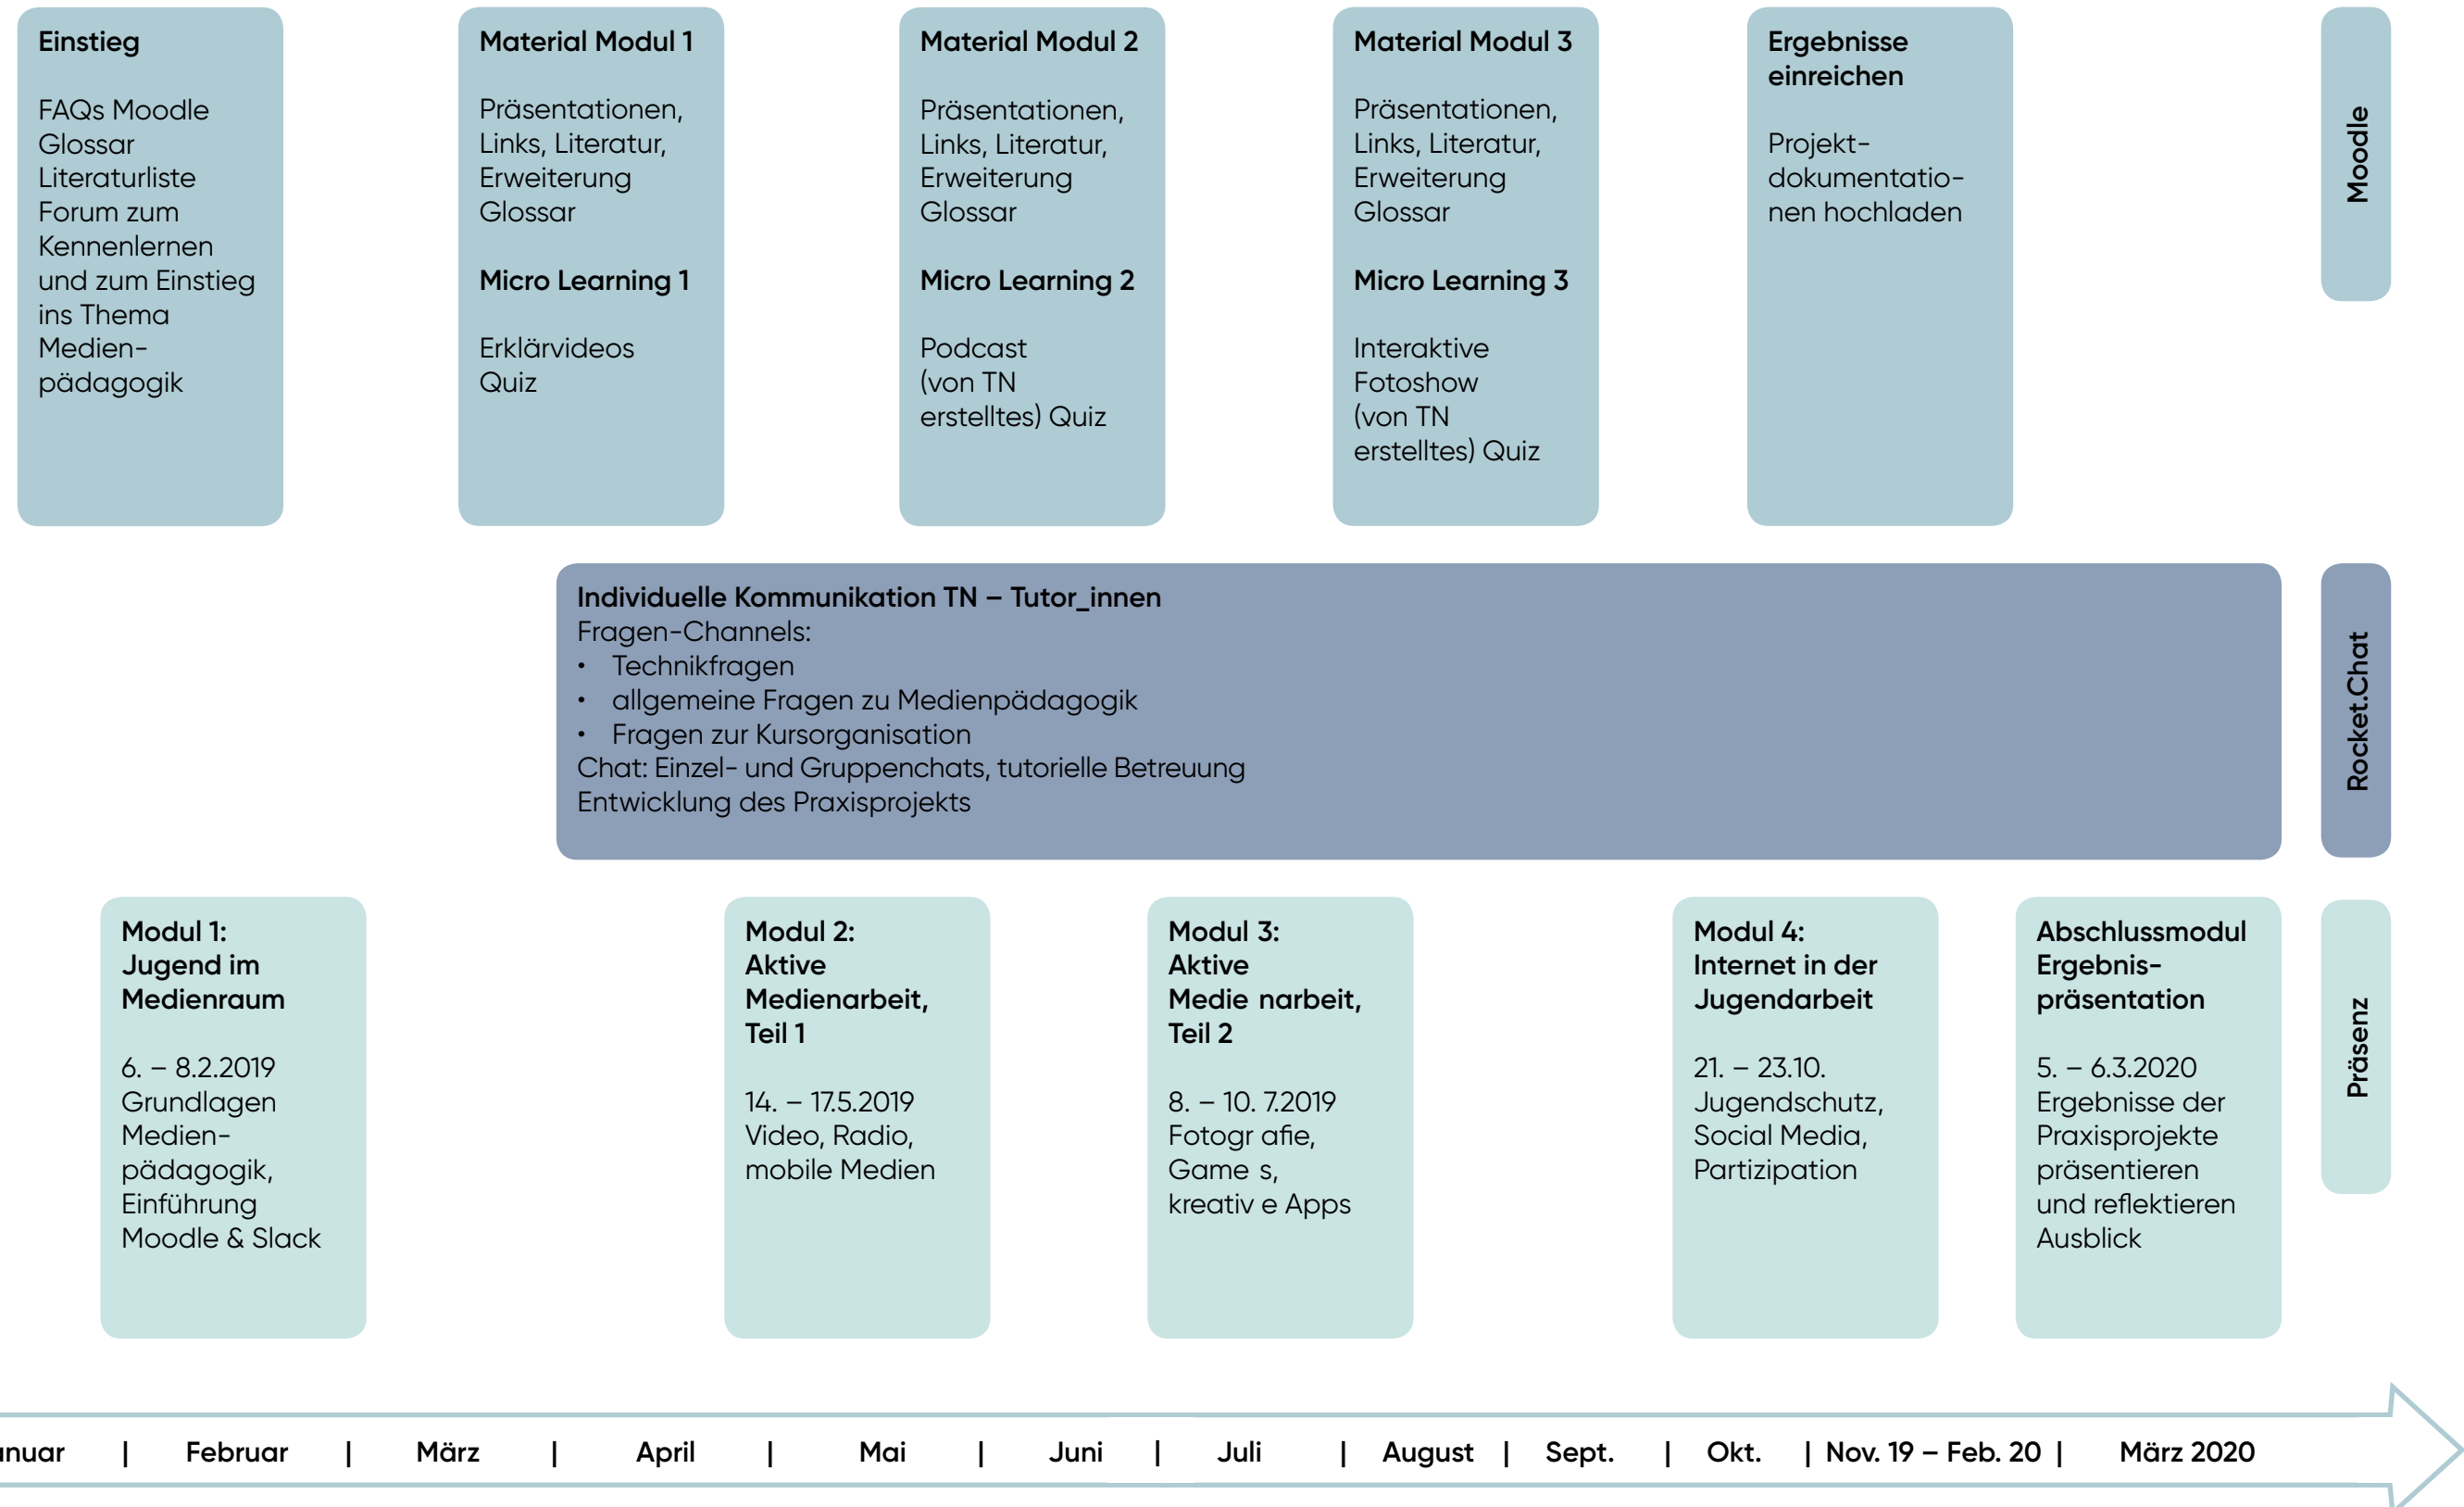 Einstieg
FAQs Moodle
Glossar
Literaturliste
Forum zum
Kennenlernen
und zum Einstieg
ins Thema
Medien-
pädagogik
Material Modul 1
Präsentationen,
Links, Literatur,
Erweiterung
Glossar
Micro Learning 1
Erklärvideos
Quiz
Material Modul 2
Präsentationen,
Links, Literatur,
Erweiterung
Glossar
Micro Learning 2
Podcast
(von TN
erstelltes) Quiz
Material Modul 3
Präsentationen,
Links, Literatur,
Erweiterung
Glossar
Micro Learning 3
Interaktive
Fotoshow
(von TN
erstelltes) Quiz
Ergebnisse
einreichen
Projekt-
dokumentatio-
nen hochladen
Moodle
Individuelle Kommunikation TN – Tutor_innen
Fragen-Channels:
• Technikfragen
• allgemeine Fragen zu Medienpädagogik
• Fragen zur Kursorganisation
Chat: Einzel- und Gruppenchats, tutorielle Betreuung
Entwicklung des Praxisprojekts
Rocket.Chat
Modul 1:
Jugend im
Medienraum
6. – 8.2.2019
Grundlagen
Medien-
pädagogik,
Einführung
Moodle & Slack
Modul 2:
Aktive
Medienarbeit,
Teil 1
14. – 17.5.2019
Video, Radio,
mobile Medien
Modul 3:
Aktive
Medie narbeit,
Teil 2
8. – 10. 7.2019
Fotogr afie,
Game s,
kreativ e Apps
Modul 4:
Internet in der
Jugendarbeit
21. – 23.10.
Jugendschutz,
Social Media,
Partizipation
Abschlussmodul
Ergebnis-
präsentation
5. – 6.3.2020
Ergebnisse der
Praxisprojekte
präsentieren
und reflektieren
Ausblick
Präsenz
anuar | Februar | März | April | Mai | Juni | Juli | August | Sept. | Okt. | Nov. 19 – Feb. 20 | März 2020